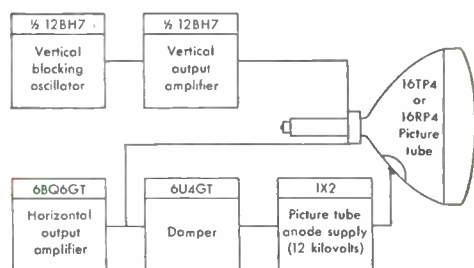 ½ 12BH7
Vertical
blocking
oscillator
½ 12BH7
Vertical
output
amplifier
16TP4
or
16RP4
Picture
tube
6BQ6GT
Horizontal
output
amplifier
6U4GT
Damper
1X2
Picture tube
anode supply
(12 kilovolts)